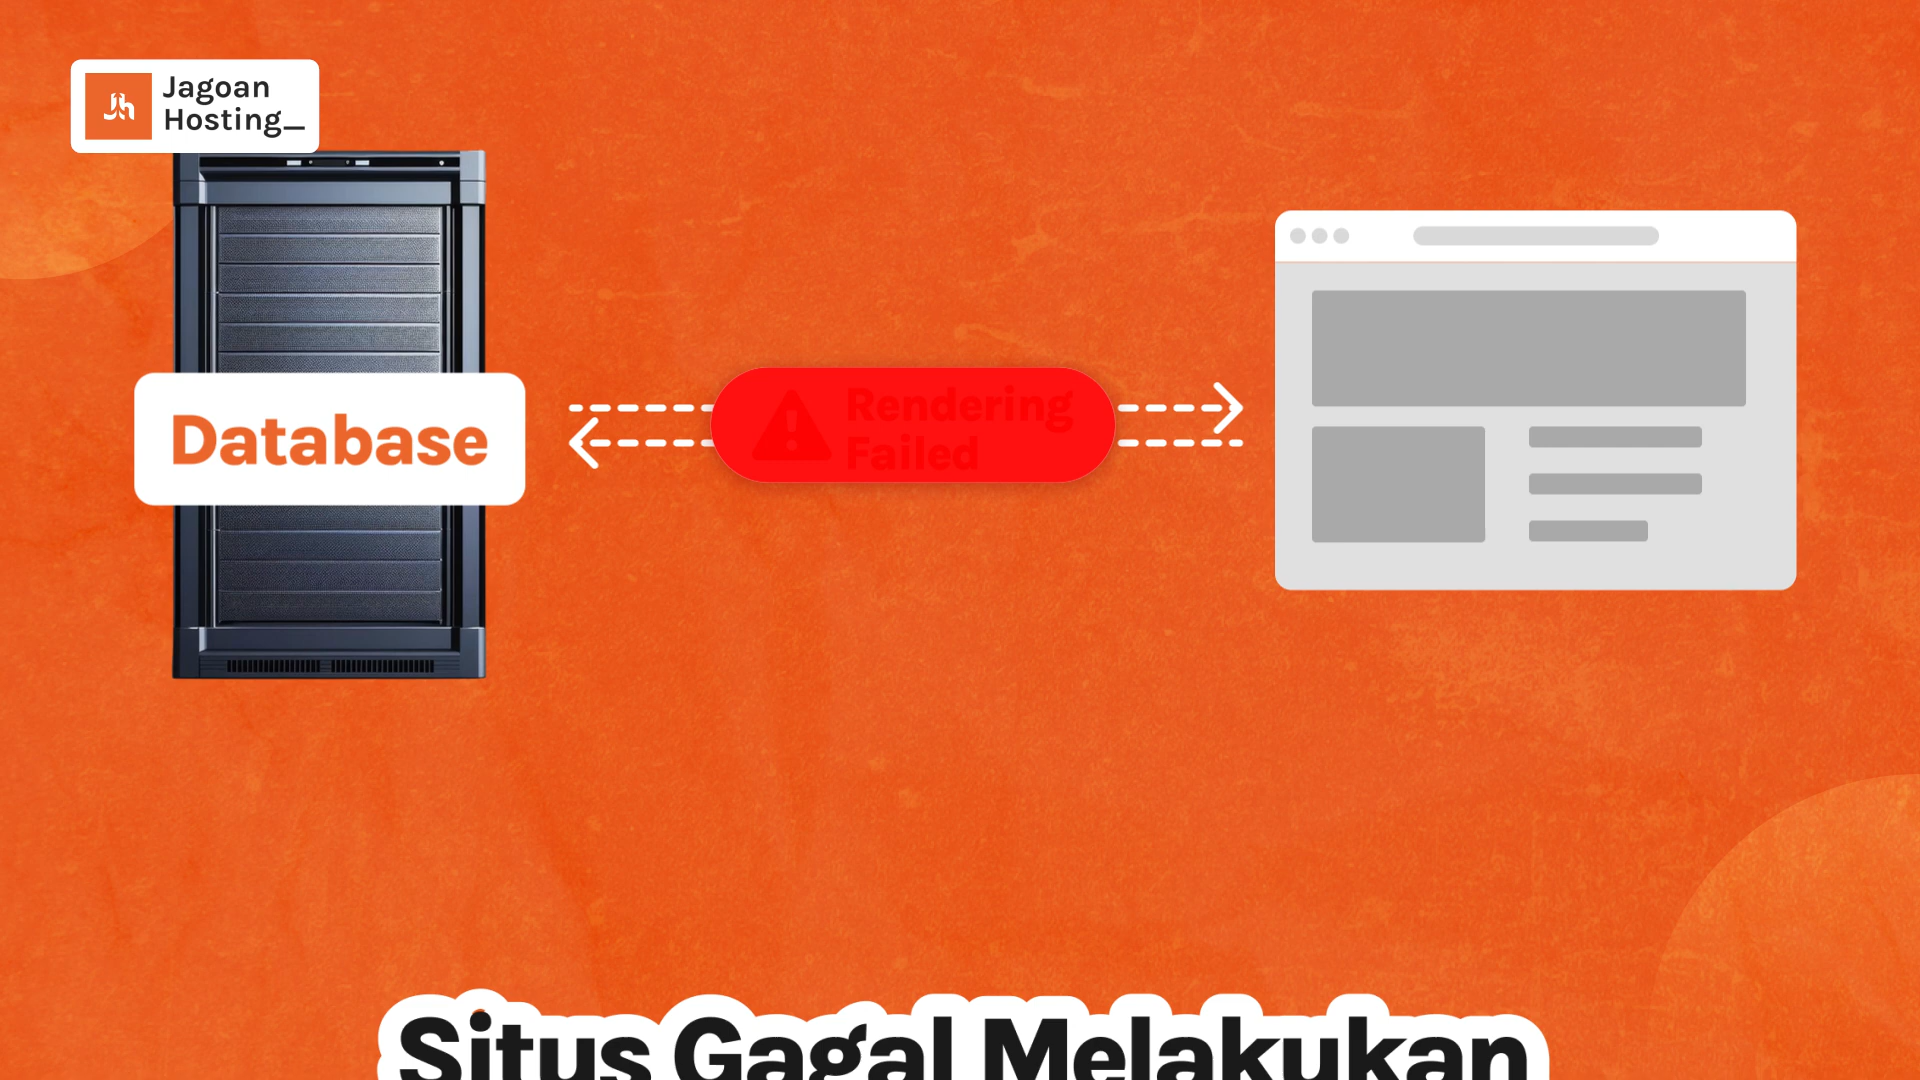 Jagoan
Hosting_
Database
Rendering
Failed
Situs Gagal Melakukan